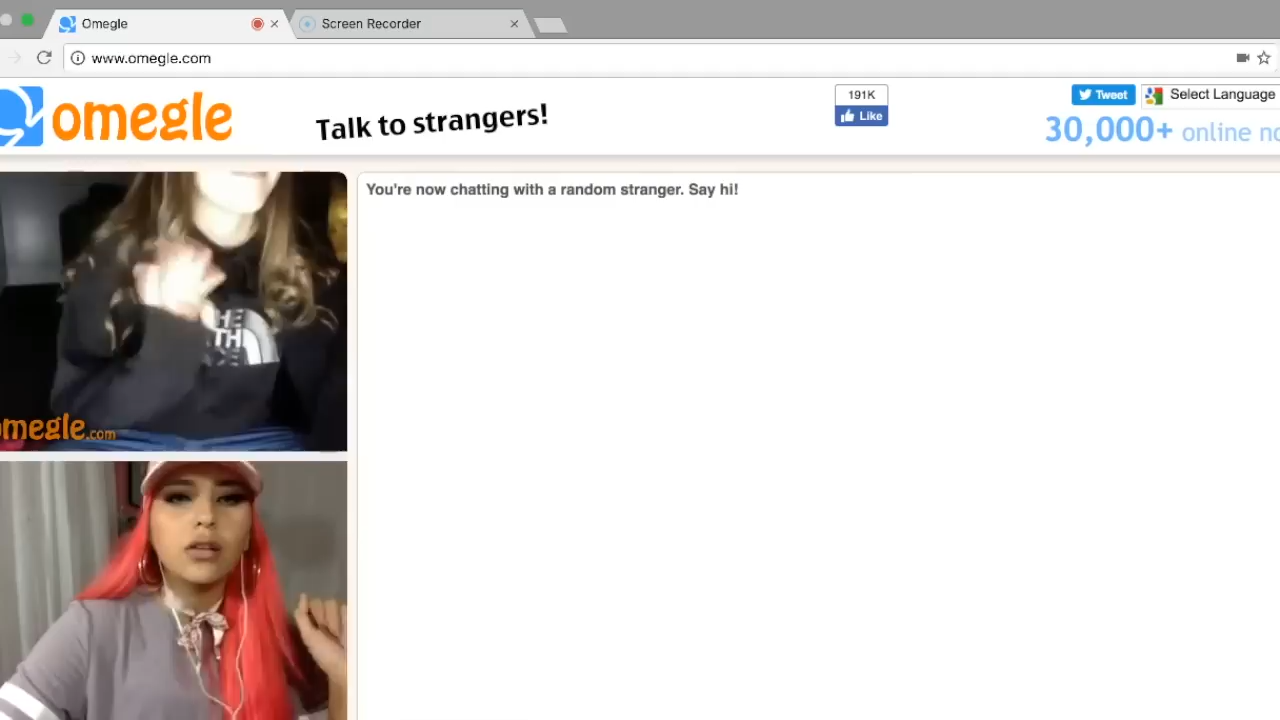 Omegle
Screen Recorder
www.omegle.com
omegle
Talk to strangers!
191K
Like
Tweet
Select Language
30,000+ online
You're now chatting with a random stranger. Say hi!
TH
omegle.com